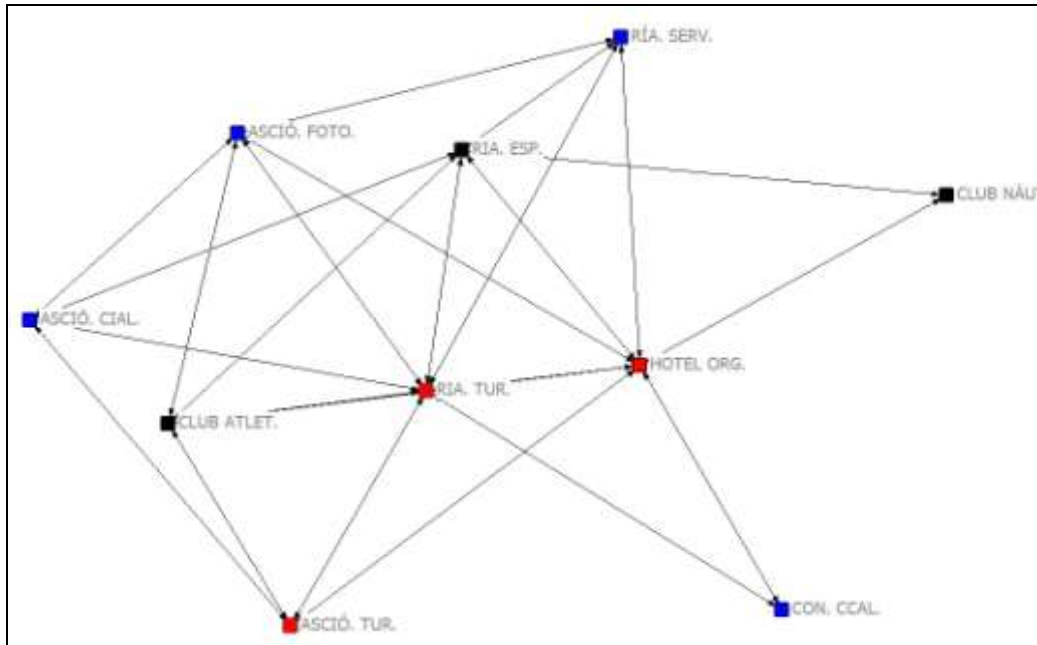 RÍA. SERV.
ASCIÓ. FOTO.
RIA. ESP.
CLUB NÀUT
ASCIÓ. CIAL.
HOTEL ORG.
RIA. TUR.
CLUB ATLET.
CON. CCAL.
ASCIÓ. TUR.